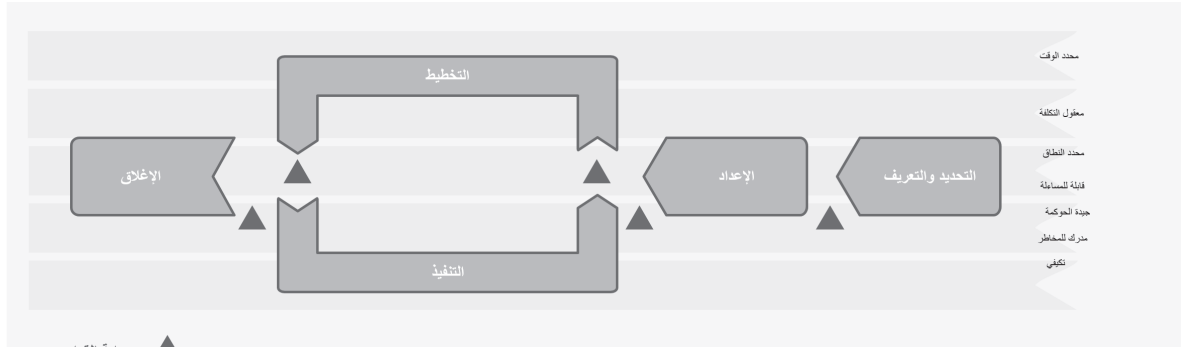 محدد الوقت
التخطيط
معقول التكلفة
محدد النطاق
التحديد والتعريف
الإعداد
الإغلاق
قابلة للمساءلة
جيدة الحوكمة
مدرك للمخاطر
تكيفي
التنفيذ